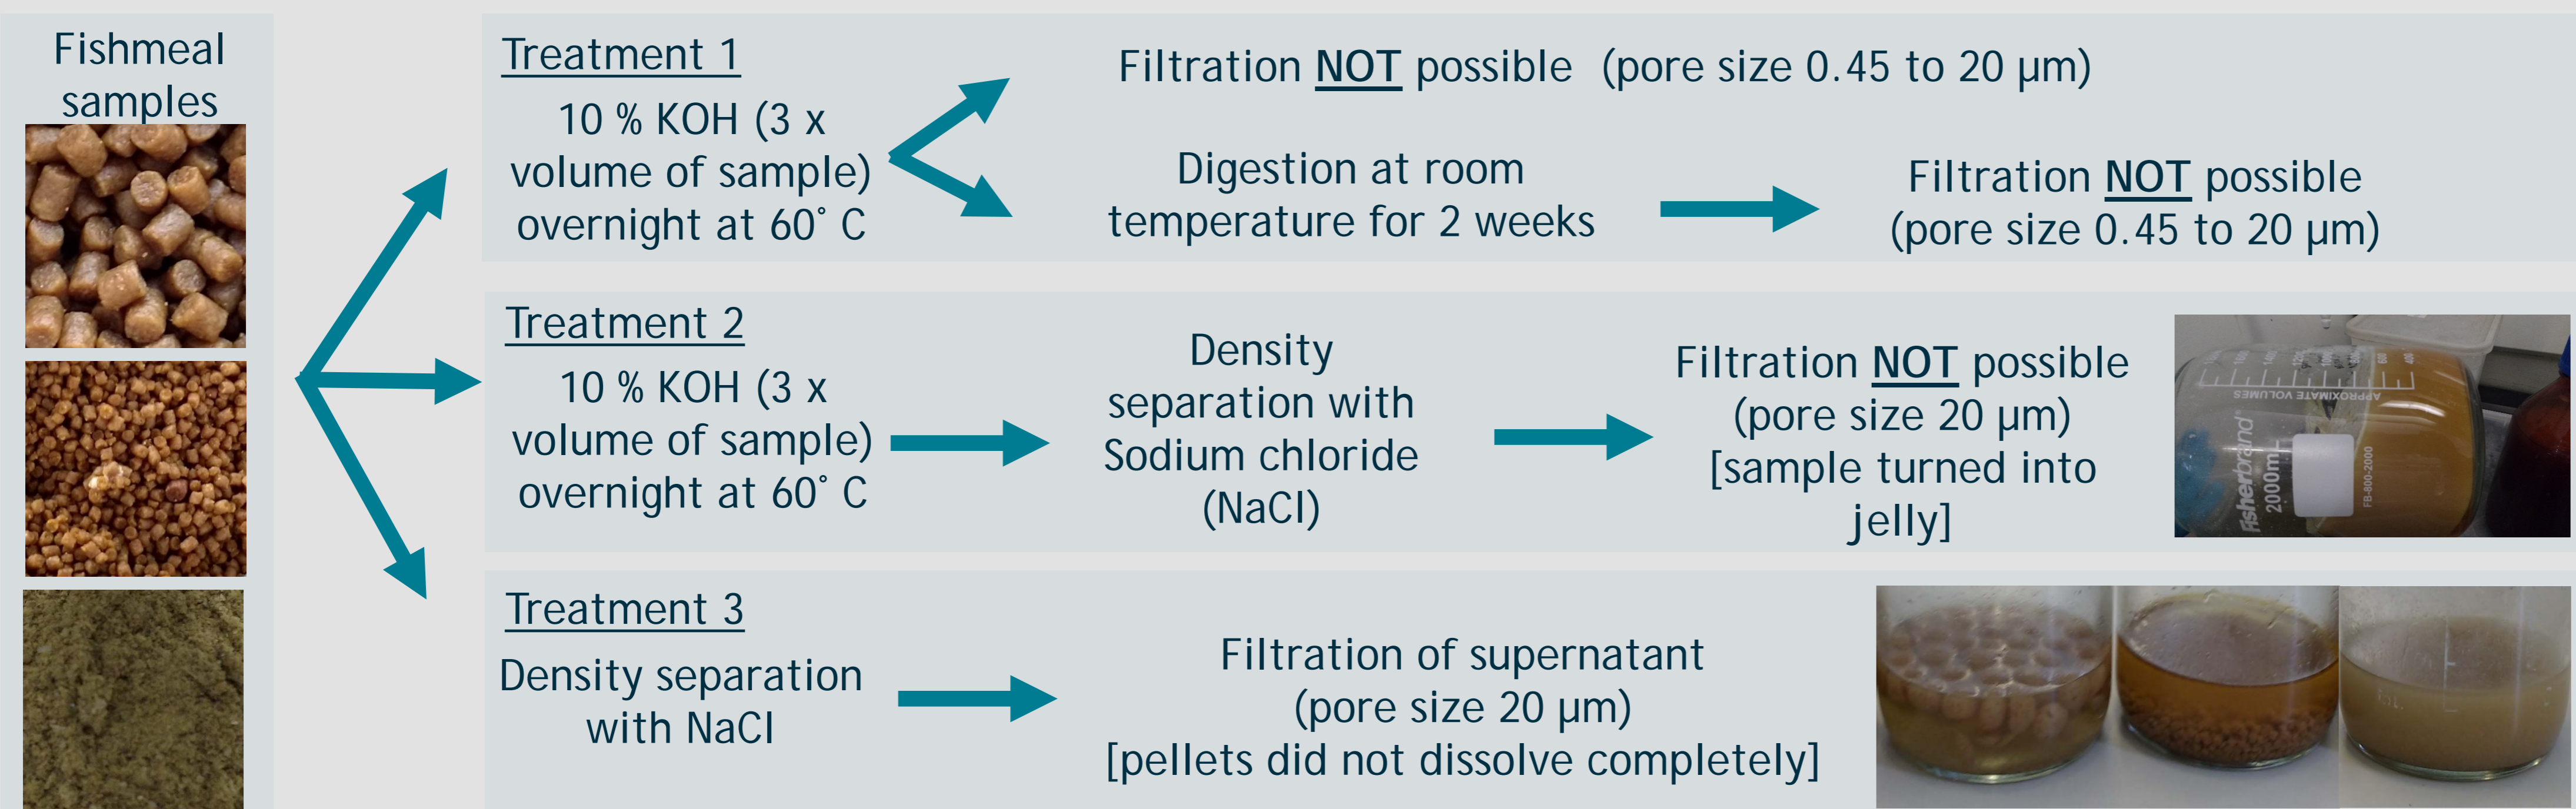 Fishmeal
samples
Treatment 1
10 % KOH (3 x
volume of sample)
overnight at 60˚ C
Filtration NOT possible (pore size 0.45 to 20 µm)
Digestion at room
temperature for 2 weeks
Filtration NOT possible
(pore size 0.45 to 20 µm)
Treatment 2
10 % KOH (3 x
volume of sample)
overnight at 60˚ C
Density
separation with
Sodium chloride
(NaCl)
Filtration NOT possible
(pore size 20 µm)
[sample turned into
jelly]
APPROXIMATE VOLUMES
Fisherbrand
2000mL
FB-800-2000
Treatment 3
Density separation
with NaCl
Filtration of supernatant
(pore size 20 µm)
[pellets did not dissolve completely]